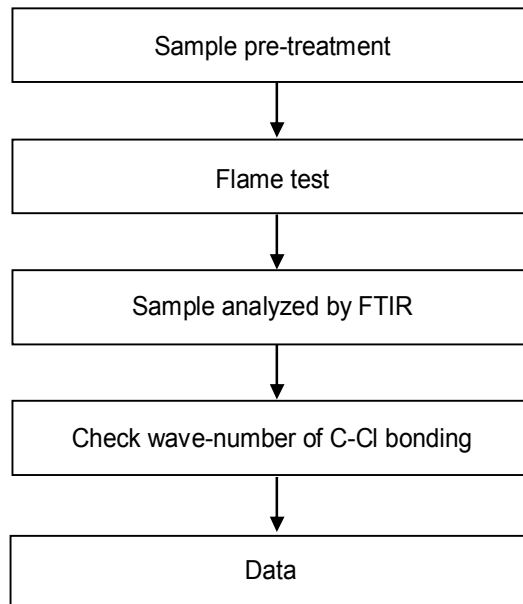 Sample pre-treatment
Flame test
Sample analyzed by FTIR
Check wave-number of C-Cl bonding
Data